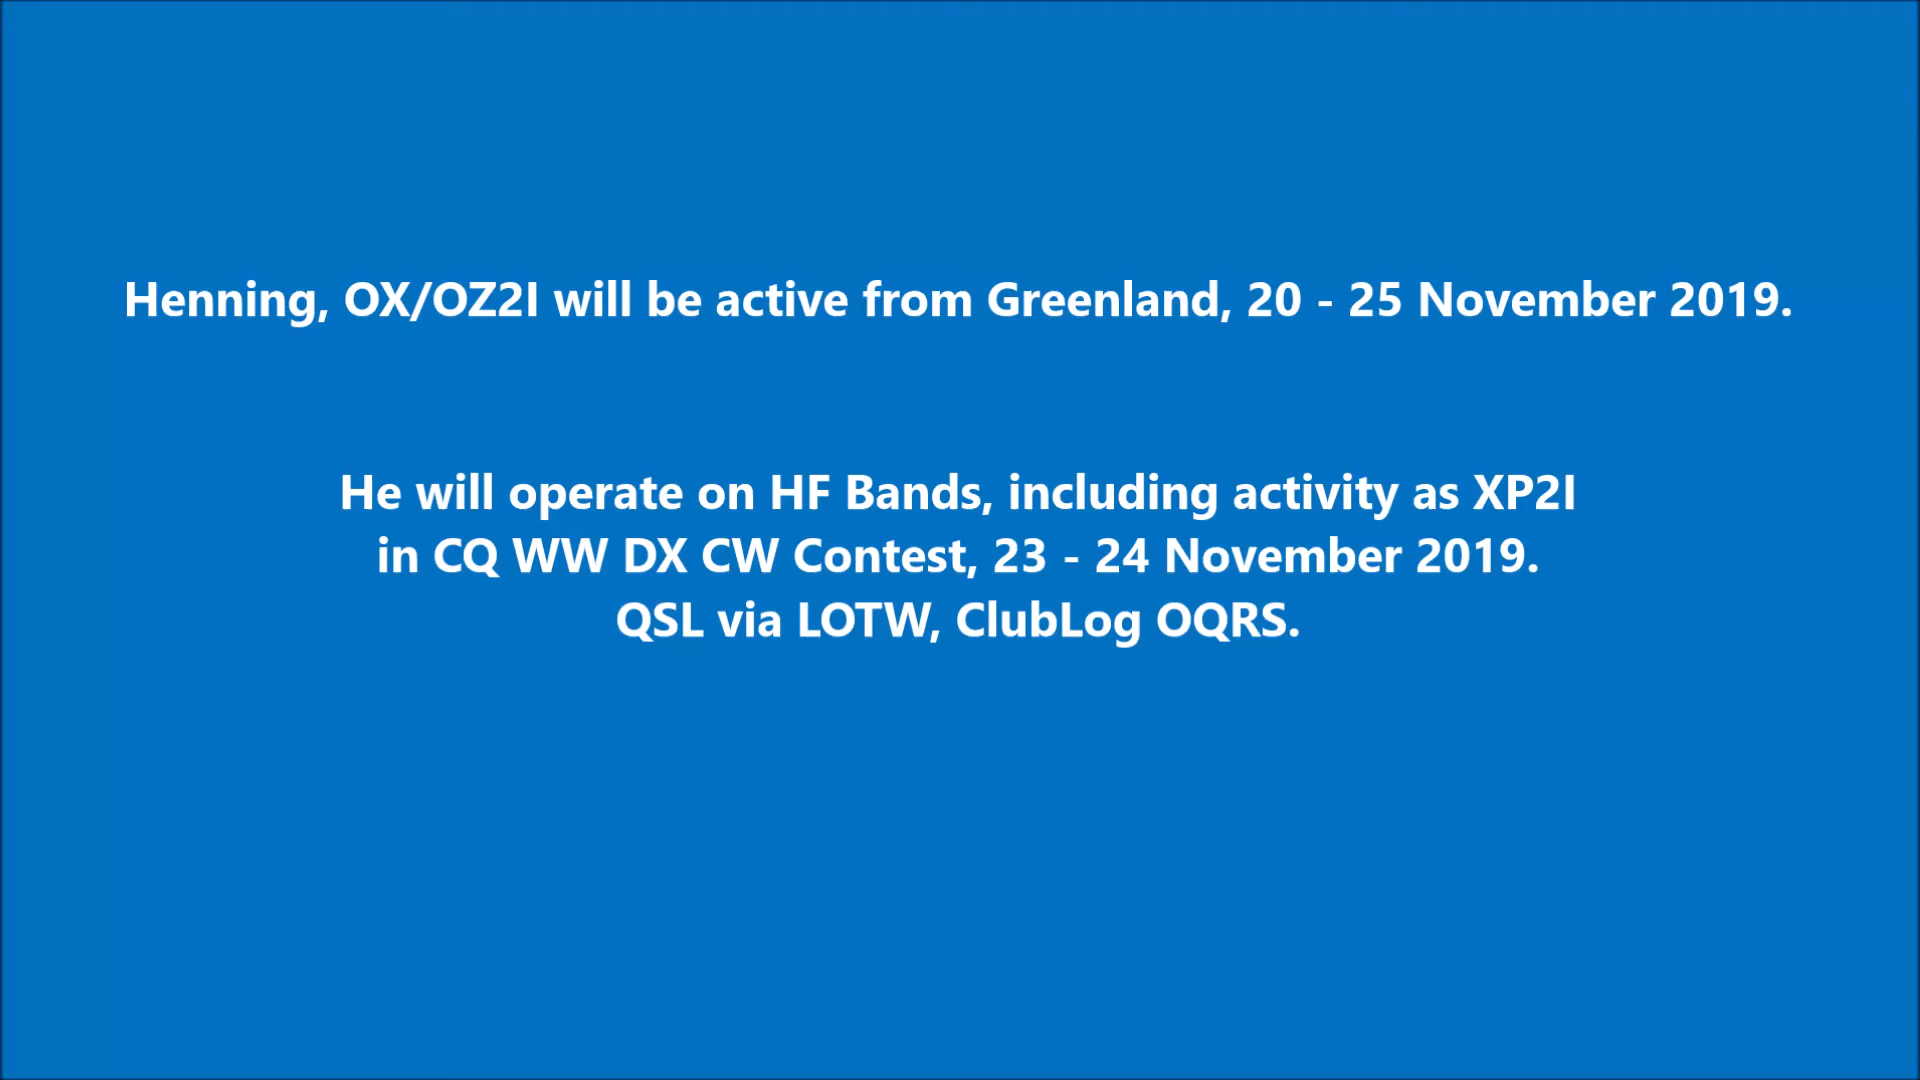 Henning, OX/OZ2I will be active from Greenland, 20 - 25 November 2019.
He will operate on HF Bands, including activity as XP2I
in CQ WW DX CW Contest, 23 - 24 November 2019.
QSL via LOTW, ClubLog OQRS.